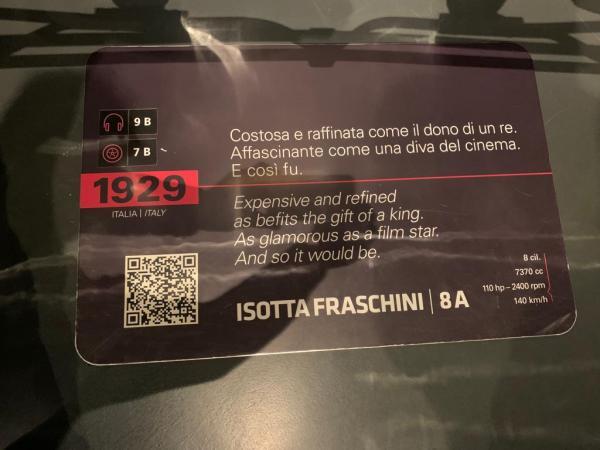 9 B
7 B
1929
ITALIA | ITALY
Costosa e raffinata come il dono di un re.
Affascinante come una diva del cinema.
E così fu.
Expensive and refined
as befits the gift of a king.
As glamorous as a film star.
And so it would be.
ISOTTA FRASCHINI | 8 A
8 cil.
7370 cc
110 hp – 2400 rpm
140 km/h